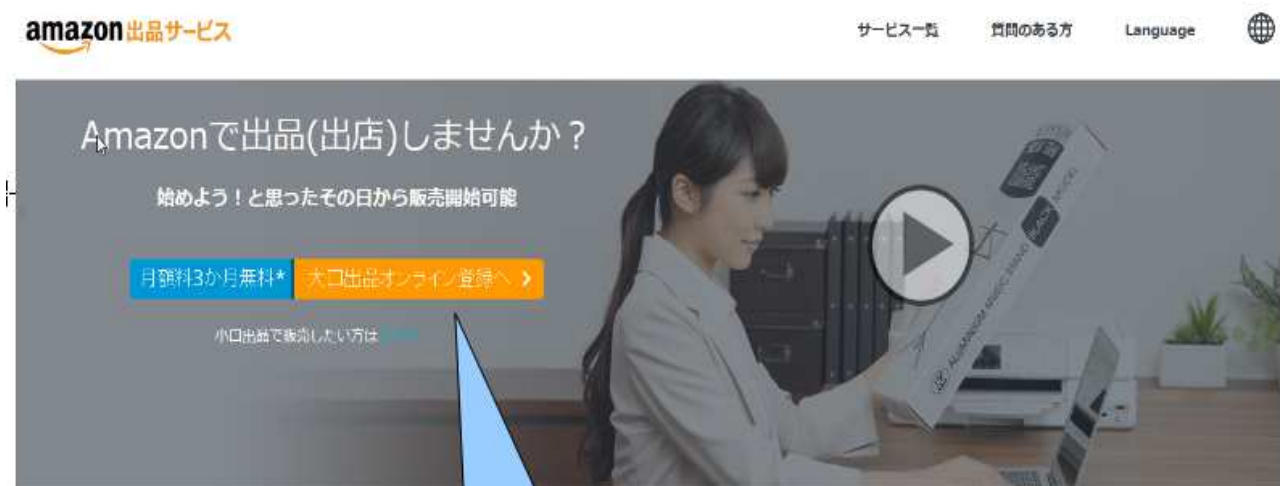 amazon出品サービス
サービス一覧 質問のある方 Language
Amazonで出品(出店)しませんか？
始めよう！と思ったその日から販売開始可能
月額料3か月無料* 大口出品オンライン登録へ >
小口出品で販売したい方は
BLACK
ALUMINIUM MAGIC BRAND